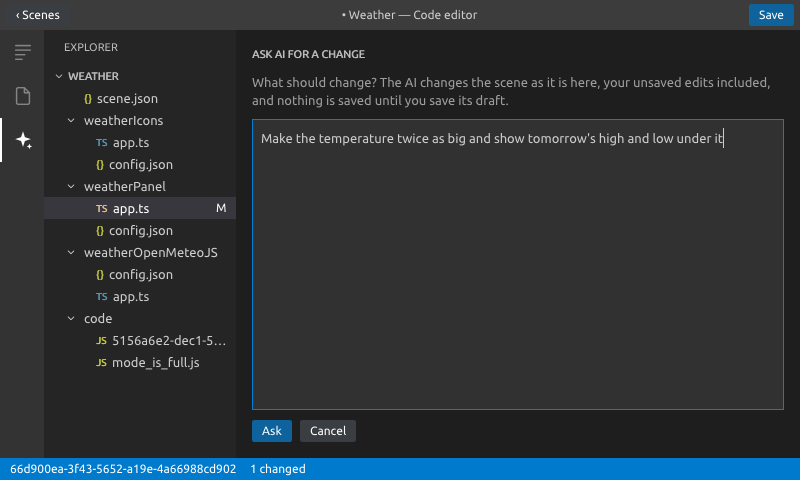 ‹ Scenes
• Weather — Code editor
Save
EXPLORER
WEATHER
{} scene.json
weatherIcons
TS app.ts
{} config.json
weatherPanel
TS app.ts M
{} config.json
weatherOpenMeteoJS
{} config.json
TS app.ts
code
JS 5156a6e2-dec1-5…
JS mode_is_full.js
ASK AI FOR A CHANGE
What should change? The AI changes the scene as it is here, your unsaved edits included,
and nothing is saved until you save its draft.
Make the temperature twice as big and show tomorrow's high and low under it
Ask
Cancel
66d900ea-3f43-5652-a19e-4a66988cd902
1 changed